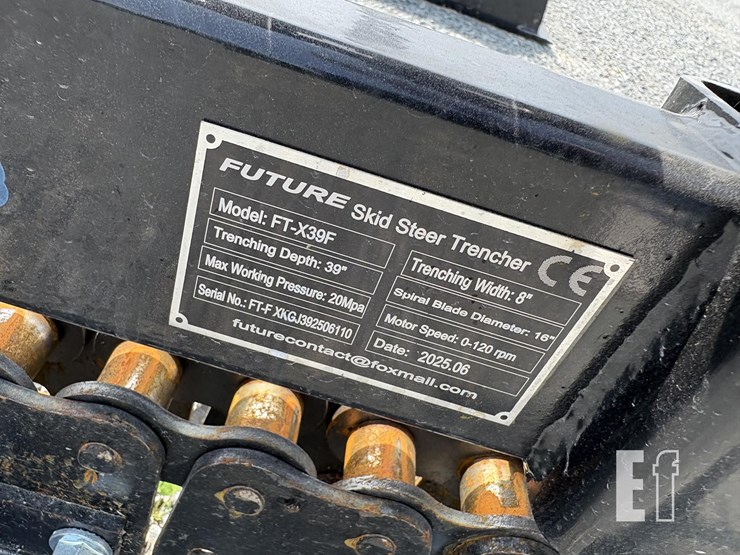 FUTURE Skid Steer Trencher CE
Model: FT-X39F
Trenching Width: 8"
Trenching Depth: 39"
Spiral Blade Diameter: 16"
Max Working Pressure: 20Mpa
Motor Speed: 0-120 rpm
Serial No.: FT-F XKGJ392506110
Date: 2025.06
futurecontact@foxmail.com
Ef